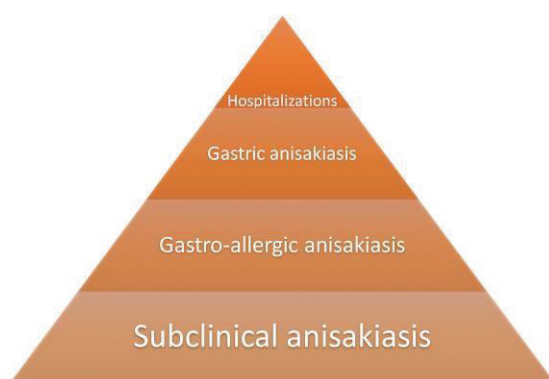 Hospitalizations
Gastric anisakiasis
Gastro-allergic anisakiasis
Subclinical anisakiasis